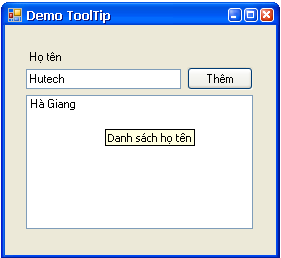 Demo ToolTip
Họ tên
Hutech
Thêm
Hà Giang
Danh sách họ tên